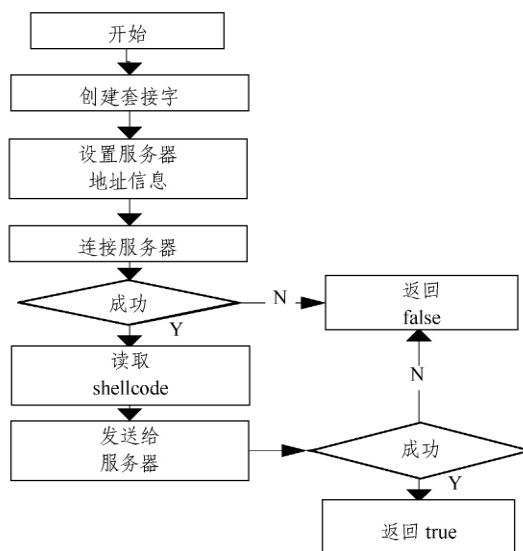 开始
创建套接字
设置服务器
地址信息
连接服务器
成功
N
返回
false
Y
读取
shellcode
N
发送给
服务器
成功
Y
返回 true